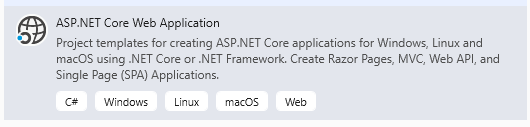 ASP.NET Core Web Application
Project templates for creating ASP.NET Core applications for Windows, Linux and
macOS using .NET Core or .NET Framework. Create Razor Pages, MVC, Web API, and
Single Page (SPA) Applications.
C# Windows Linux macOS Web